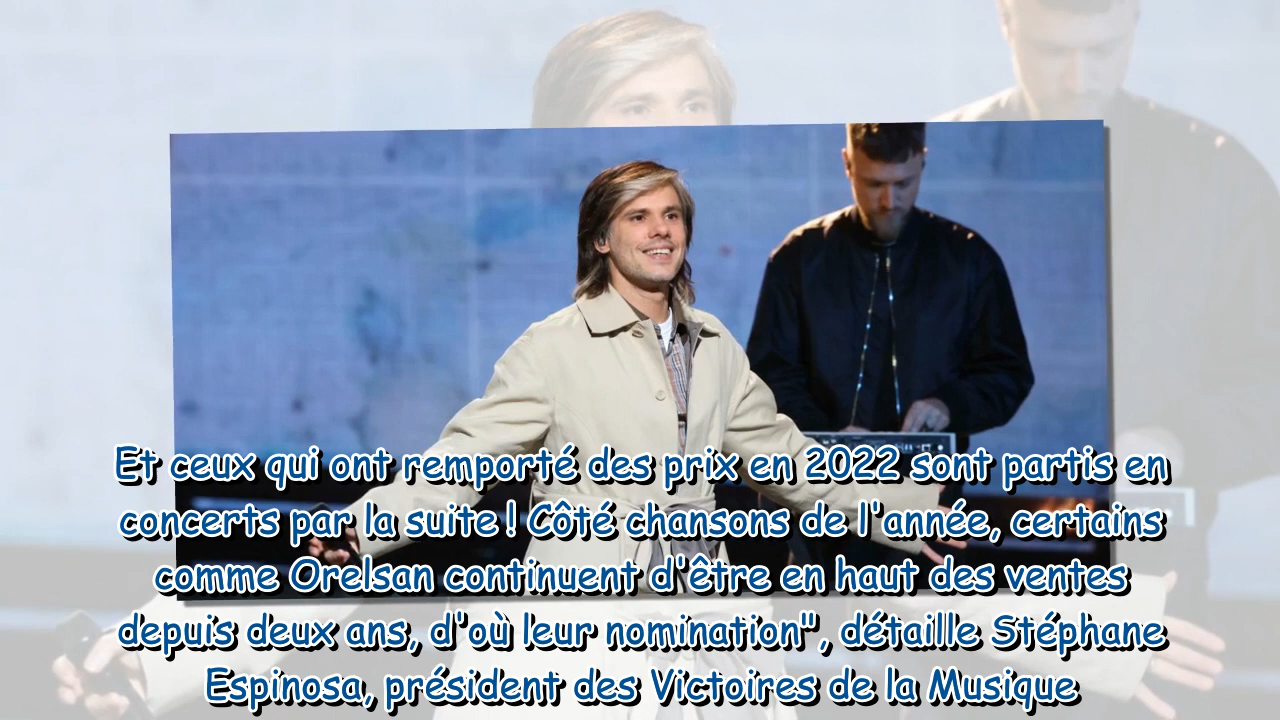 Et ceux qui ont remporté des prix en 2022 sont partis en
concerts par la suite ! Côté chansons de l'année, certains
comme Orelsan continuent d'être en haut des ventes
depuis deux ans, d'où leur nomination", détaille Stéphane
Espinosa, président des Victoires de la Musique